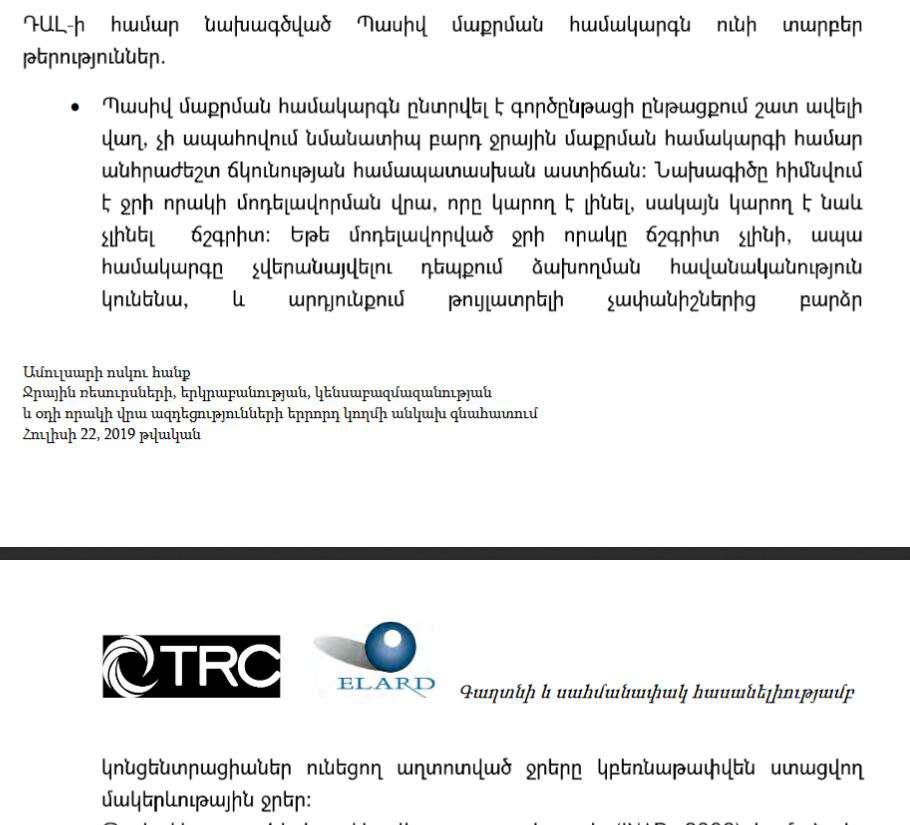 ԴԱԼ-ի համար նախագծված Պասիվ մաքրման համակարգն ունի տարբեր
թերություններ.
• Պասիվ մաքրման համակարգն ընտրվել է գործընթացի ընթացքում շատ ավելի
վաղ, չի ապահովում նմանատիպ բարդ ջրային մաքրման համակարգի համար
անհրաժեշտ ճկունության համապատասխան աստիճան: Նախագիծը հիմնվում
է ջրի որակի մոդելավորման վրա, որը կարող է լինել, սակայն կարող է նաև
չլինել ճշգրիտ: Եթե մոդելավորված ջրի որակը ճշգրիտ չլինի, ապա
համակարգը չվերանայվելու դեպքում ձախողման հավանականություն
կունենա, և արդյունքում թույլատրելի չափանիշներից բարձր
Ամուլսարի ոսկու հանք
Ջրային ռեսուրսների, երկրաբանության, կենսաբազմազանության
և օդի որակի վրա ազդեցությունների երրորդ կողմի անկախ գնահատում
Հուլիսի 22, 2019 թվական
TRC
ELARD
Գաղտնի և սահմանափակ հասանելիությամբ
կոնցենտրացիաներ ունեցող աղտոտված ջրերը կբեռնաթափվեն ստացվող
մակերևութային ջրեր: